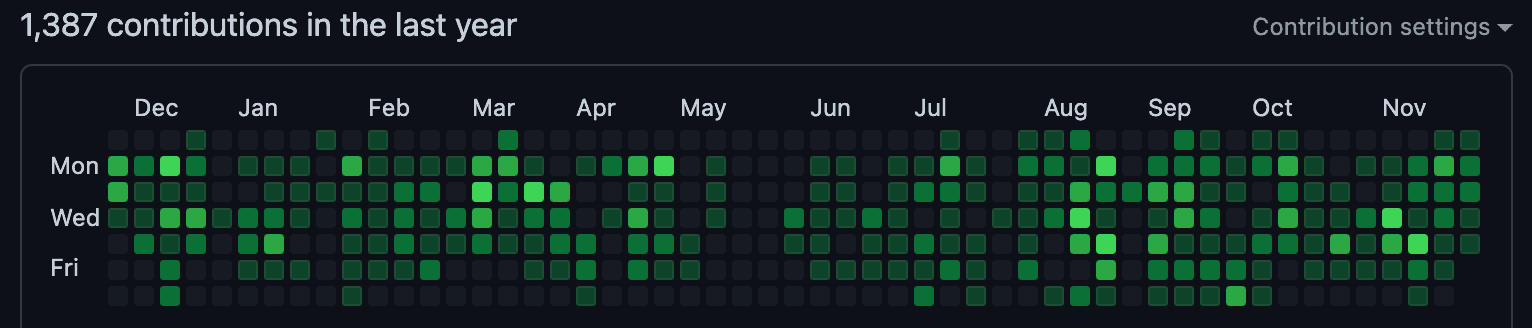 1,387 contributions in the last year
Contribution settings
Dec Jan Feb Mar Apr May Jun Jul Aug Sep Oct Nov
Mon
Wed
Fri